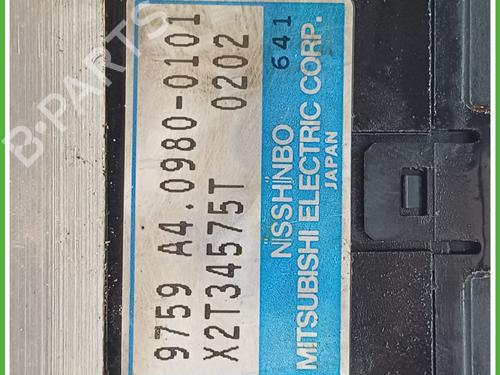 9759 A4.0980-0101
X2T34575T 0202
641
NISSHINBO
MITSUBISHI ELECTRIC CORP.
JAPAN
B-PARTS